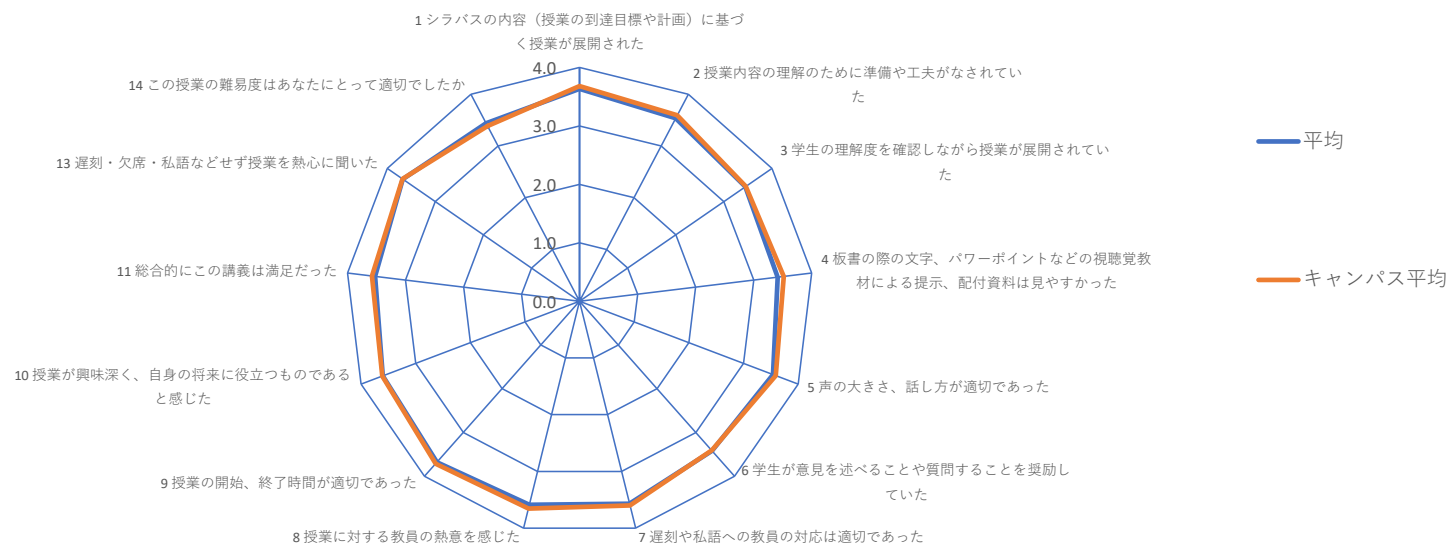 1 シラバスの内容（授業の到達目標や計画）に基づ
く授業が展開された
2 授業内容の理解のために準備や工夫がなされてい
た
3 学生の理解度を確認しながら授業が展開されてい
た
4 板書の際の文字、パワーポイントなどの視聴覚教
材による提示、配付資料は見やすかった
5 声の大きさ、話し方が適切であった
6 学生が意見を述べることや質問することを奨励し
ていた
7 遅刻や私語への教員の対応は適切であった
8 授業に対する教員の熱意を感じた
9 授業の開始、終了時間が適切であった
10 授業が興味深く、自身の将来に役立つものである
と感じた
11 総合的にこの講義は満足だった
13 遅刻・欠席・私語などせず授業を熱心に聞いた
14 この授業の難易度はあなたにとって適切でしたか
4.0
3.0
2.0
1.0
0.0
平均
キャンパス平均